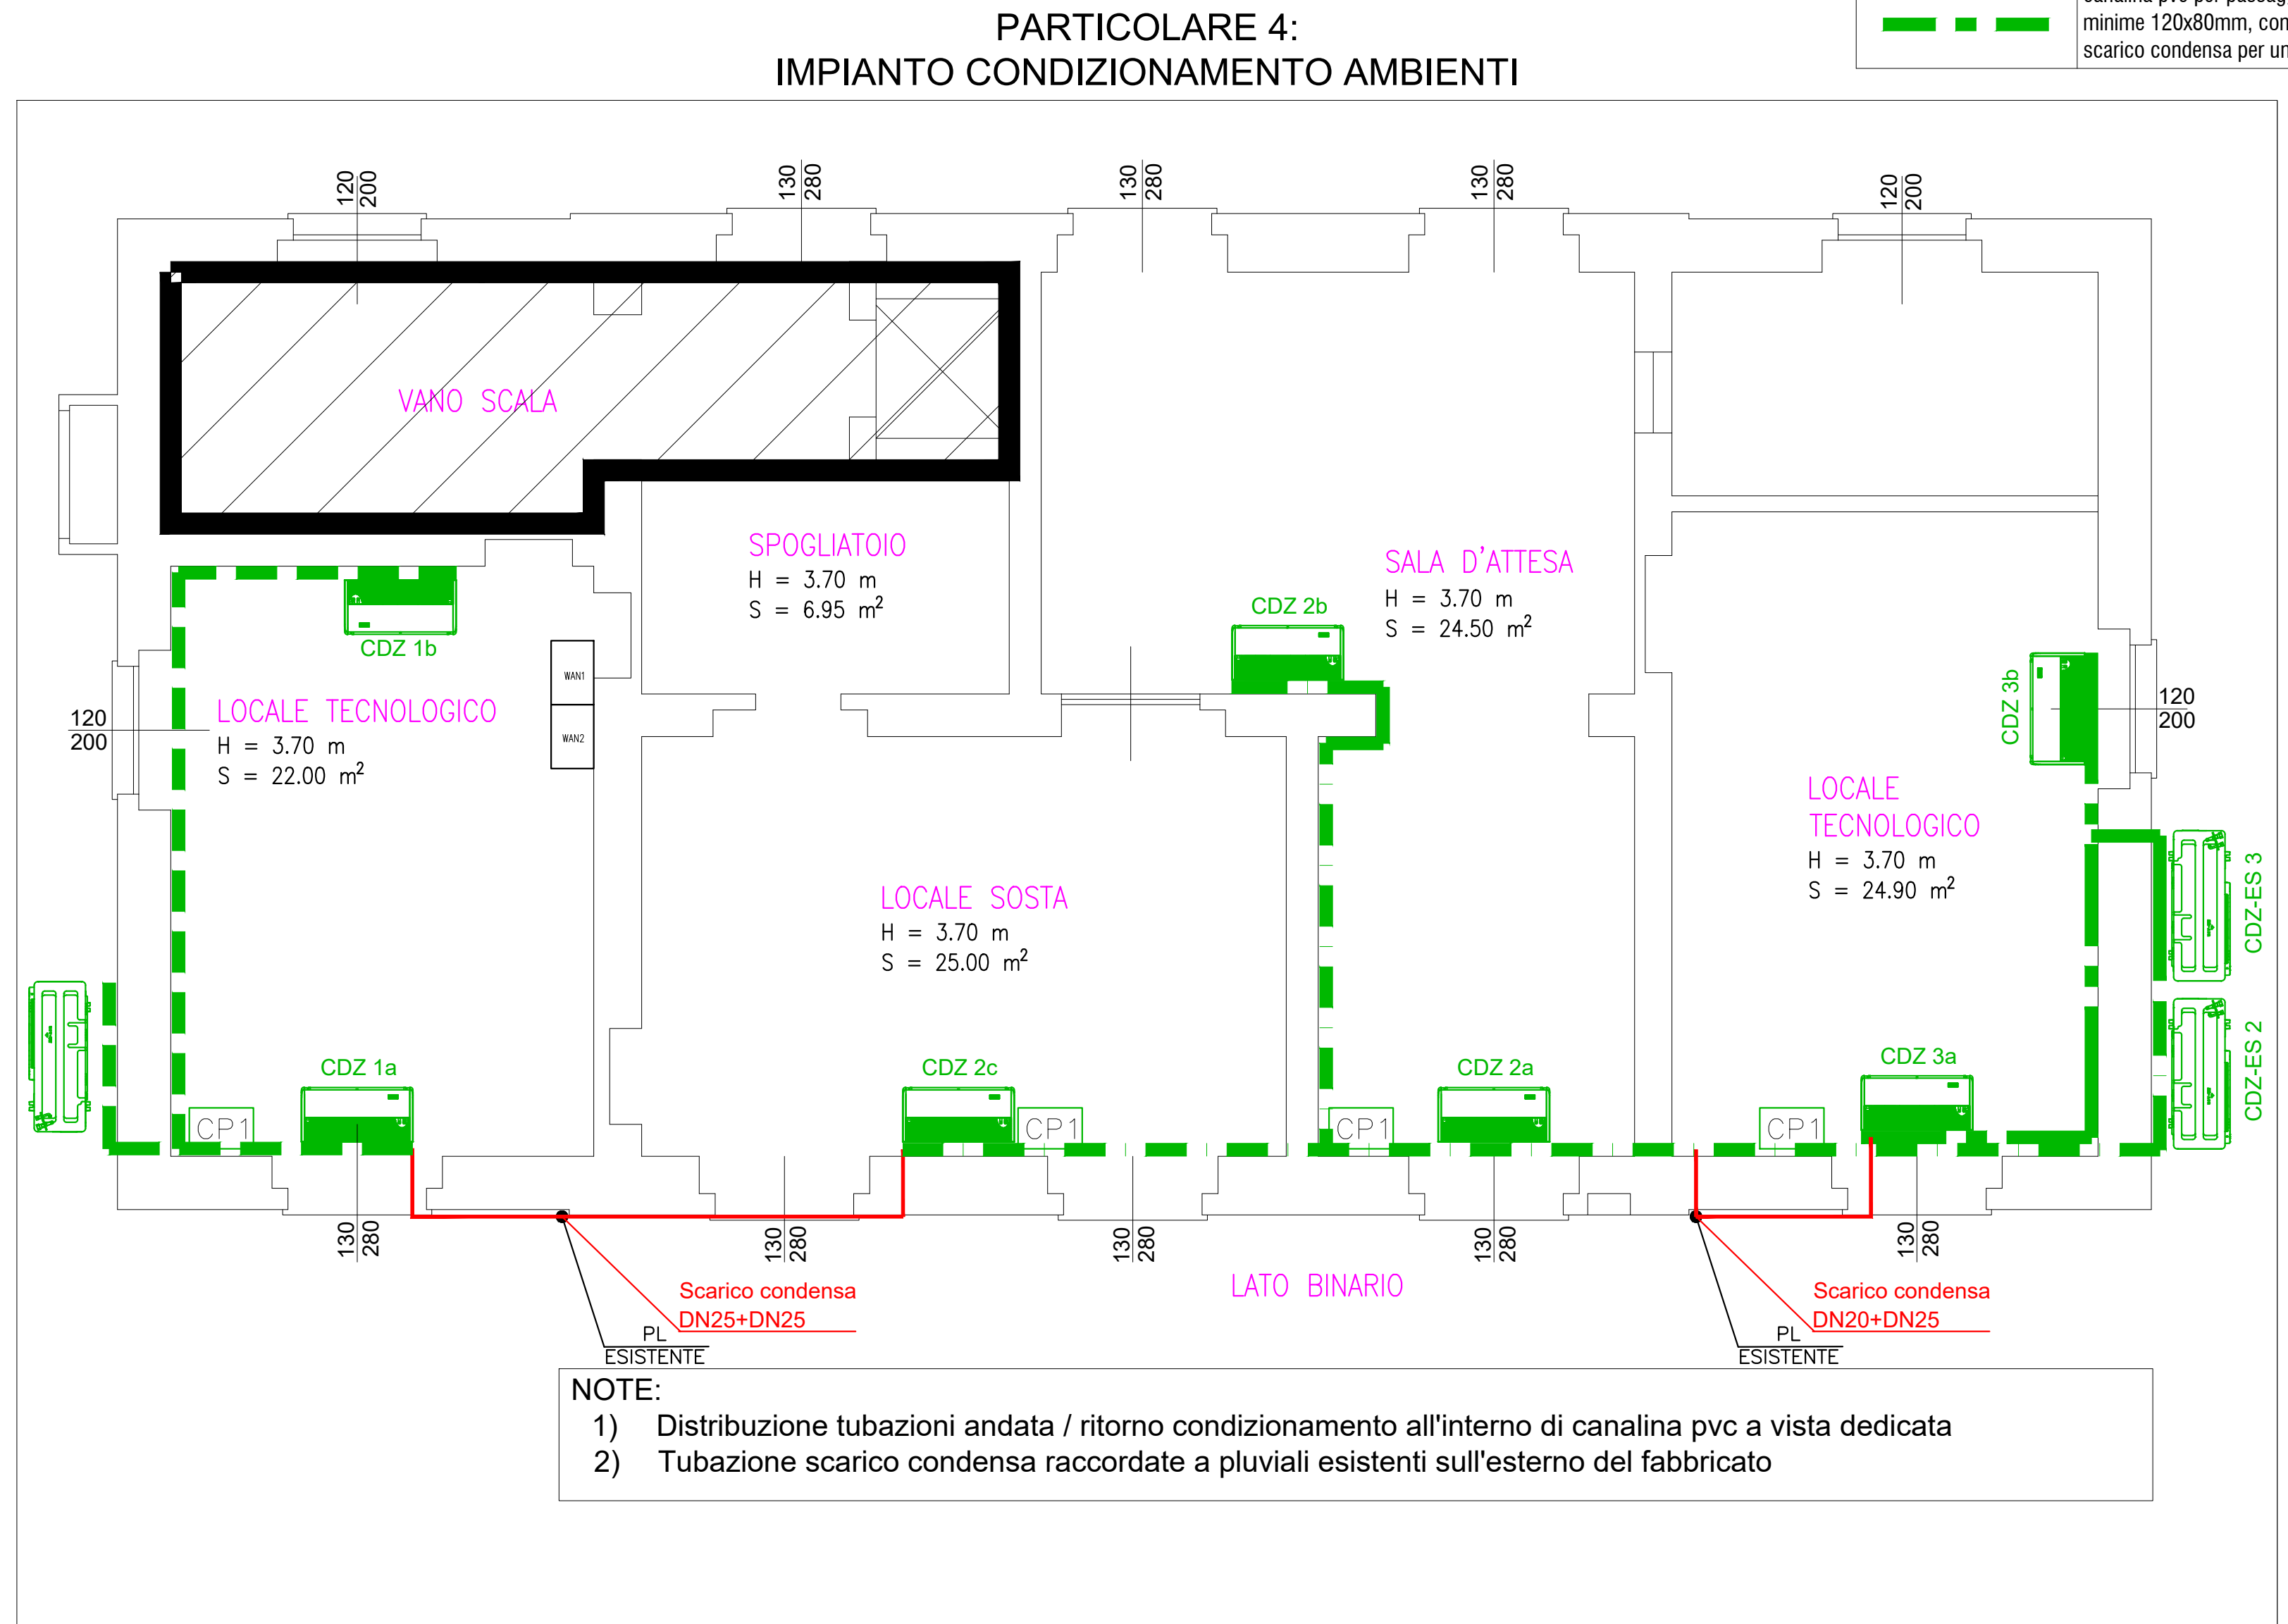 PARTICOLARE 4:
IMPIANTO CONDIZIONAMENTO AMBIENTI
minime 120x80mm, con
scarico condensa per un
120
200
130
280
130
280
130
280
120
200
VANO SCALA
SPOGLIATOIO
H = 3.70 m
S = 6.95 m²
SALA D'ATTESA
H = 3.70 m
S = 24.50 m²
CDZ 2b
CDZ 1b
WAN1
WAN2
LOCALE TECNOLOGICO
H = 3.70 m
S = 22.00 m²
120
200
CDZ 3b
120
200
LOCALE
TECNOLOGICO
H = 3.70 m
S = 24.90 m²
LOCALE SOSTA
H = 3.70 m
S = 25.00 m²
CDZ-ES 3
CDZ-ES 2
CDZ 1a
CDZ 2c
CDZ 2a
CDZ 3a
CP1
CP1
CP1
CP1
130
280
130
280
130
280
130
280
130
280
LATO BINARIO
Scarico condensa
DN25+DN25
PL
ESISTENTE
Scarico condensa
DN20+DN25
PL
ESISTENTE
NOTE:
1) Distribuzione tubazioni andata / ritorno condizionamento all'interno di canalina pvc a vista dedicata
2) Tubazione scarico condensa raccordate a pluviali esistenti sull'esterno del fabbricato